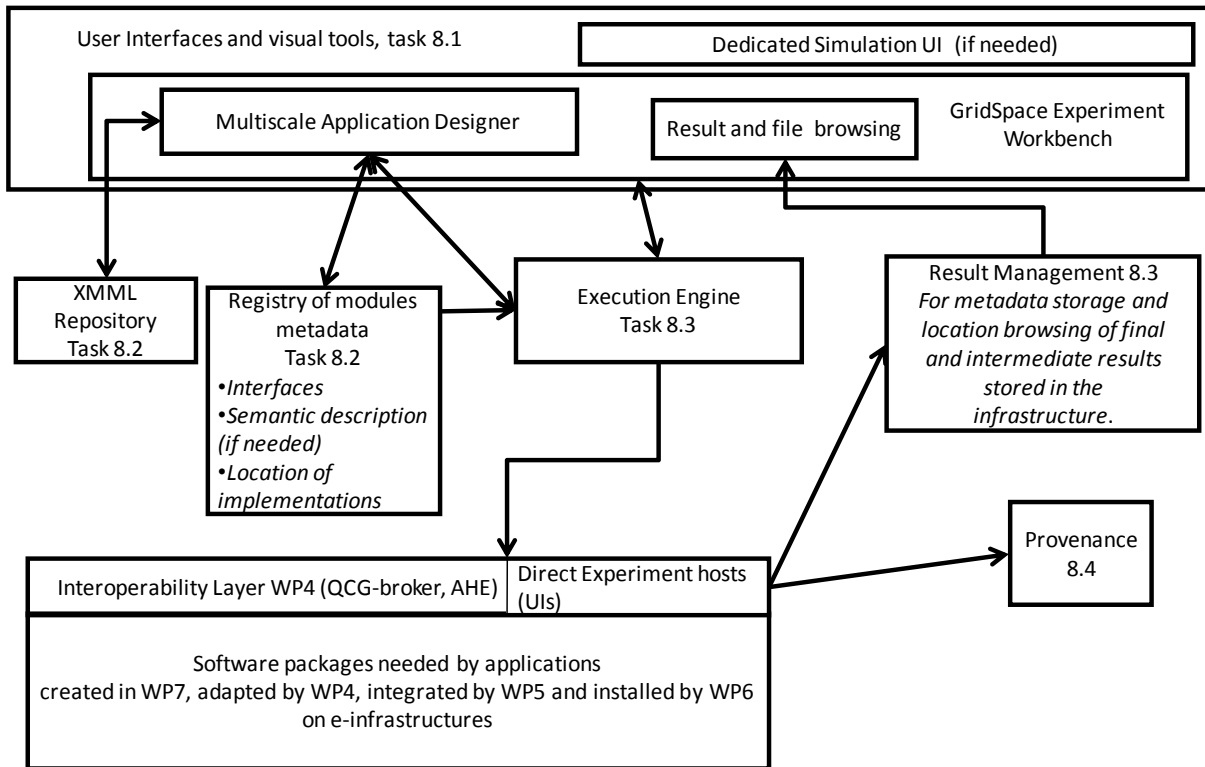 User Interfaces and visual tools, task 8.1
Dedicated Simulation UI (if needed)
Multiscale Application Designer
Result and file browsing
GridSpace Experiment
Workbench
XMML
Repository
Task 8.2
Registry of modules
metadata
Task 8.2
•Interfaces
•Semantic description
(if needed)
•Location of
implementations
Execution Engine
Task 8.3
Result Management 8.3
For metadata storage and
location browsing of final
and intermediate results
stored in the
infrastructure.
Provenance
8.4
Interoperability Layer WP4 (QCG-broker, AHE)
Direct Experiment hosts
(UIs)
Software packages needed by applications
created in WP7, adapted by WP4, integrated by WP5 and installed by WP6
on e-infrastructures